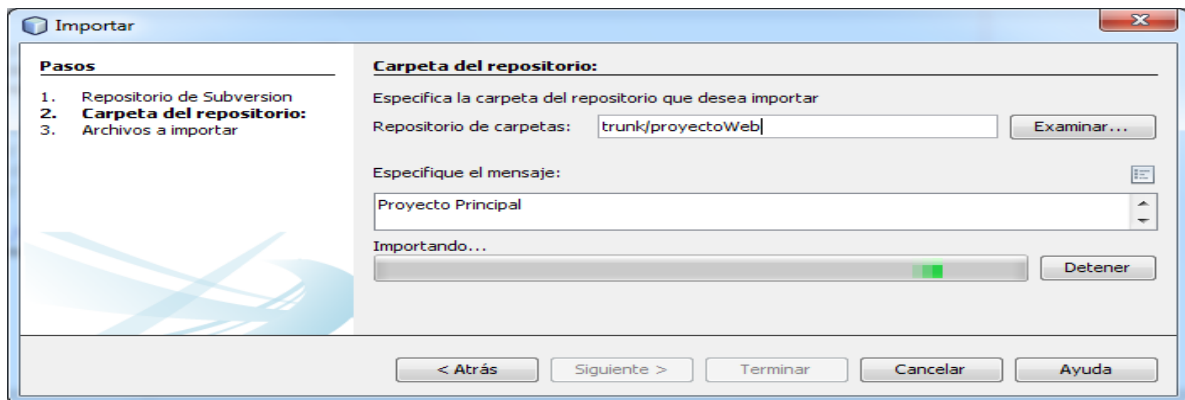 Importar
Pasos
1. Repositorio de Subversion
2. Carpeta del repositorio:
3. Archivos a importar
Carpeta del repositorio:
Especifica la carpeta del repositorio que desea importar
Repositorio de carpetas: trunk/proyectoWeb Examinar...
Especifique el mensaje:
Proyecto Principal
Importando...
Detener
< Atrás Siguiente > Terminar Cancelar Ayuda